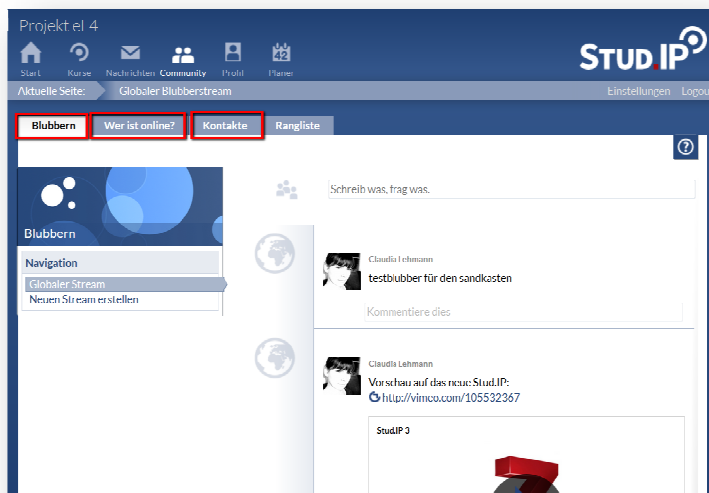 Projekt eL 4
Start Kurse Nachrichten Community Profil Planer
42
STUD.IP
Aktuelle Seite: Globaler Blubberstream Einstellungen Logou
Blubbern Wer ist online? Kontakte Rangliste
?
Schreib was, frag was.
Blubbern
Navigation
Globaler Stream
Neuen Stream erstellen
Claudia Lehmann
testblubber für den sandkasten
Kommentiere dies
Claudia Lehmann
Vorschau auf das neue Stud.IP:
http://vimeo.com/105532367
Stud.IP 3